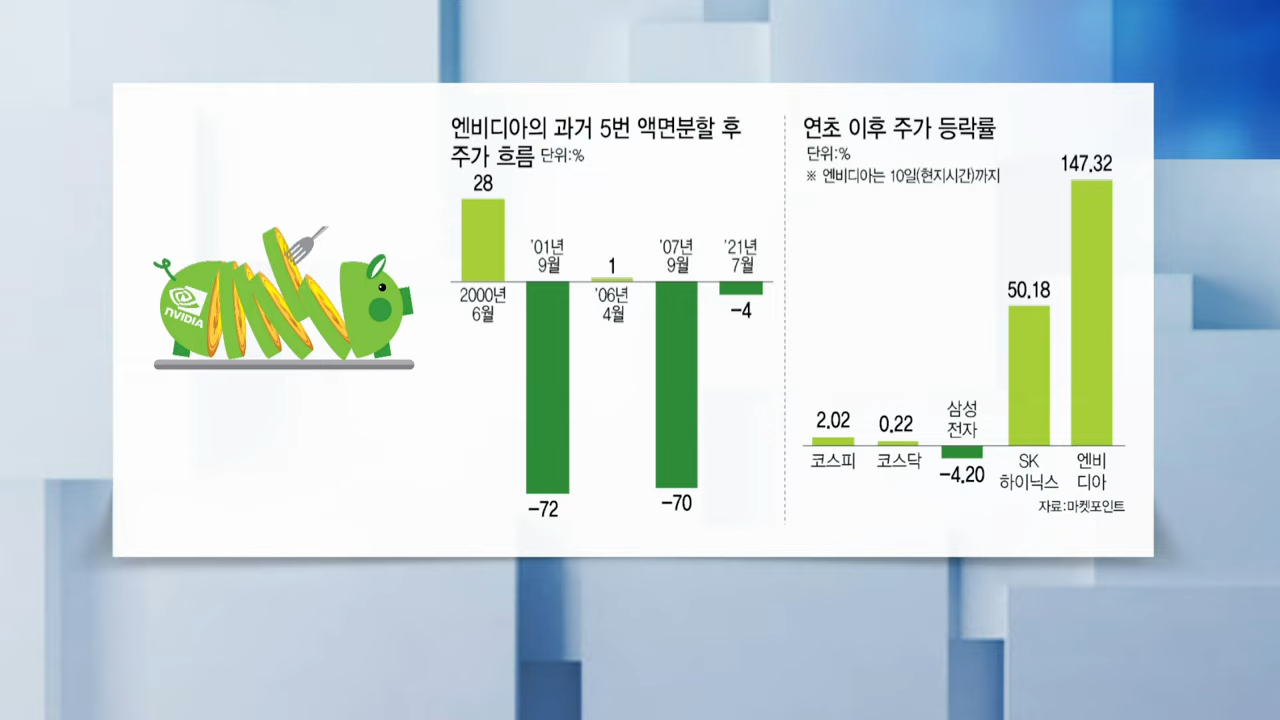 엔비디아의 과거 5번 액면분할 후
주가 흐름 단위:%
28
2000년
6월
'01년
9월
-72
1
'06년
4월
'07년
9월
-70
'21년
7월
-4
연초 이후 주가 등락률
단위:%
※ 엔비디아는 10일(현지시간)까지
2.02
코스피
0.22
코스닥
삼성
전자
-4.20
50.18
SK
하이닉스
147.32
엔비
디아
자료:마켓포인트
NVIDIA